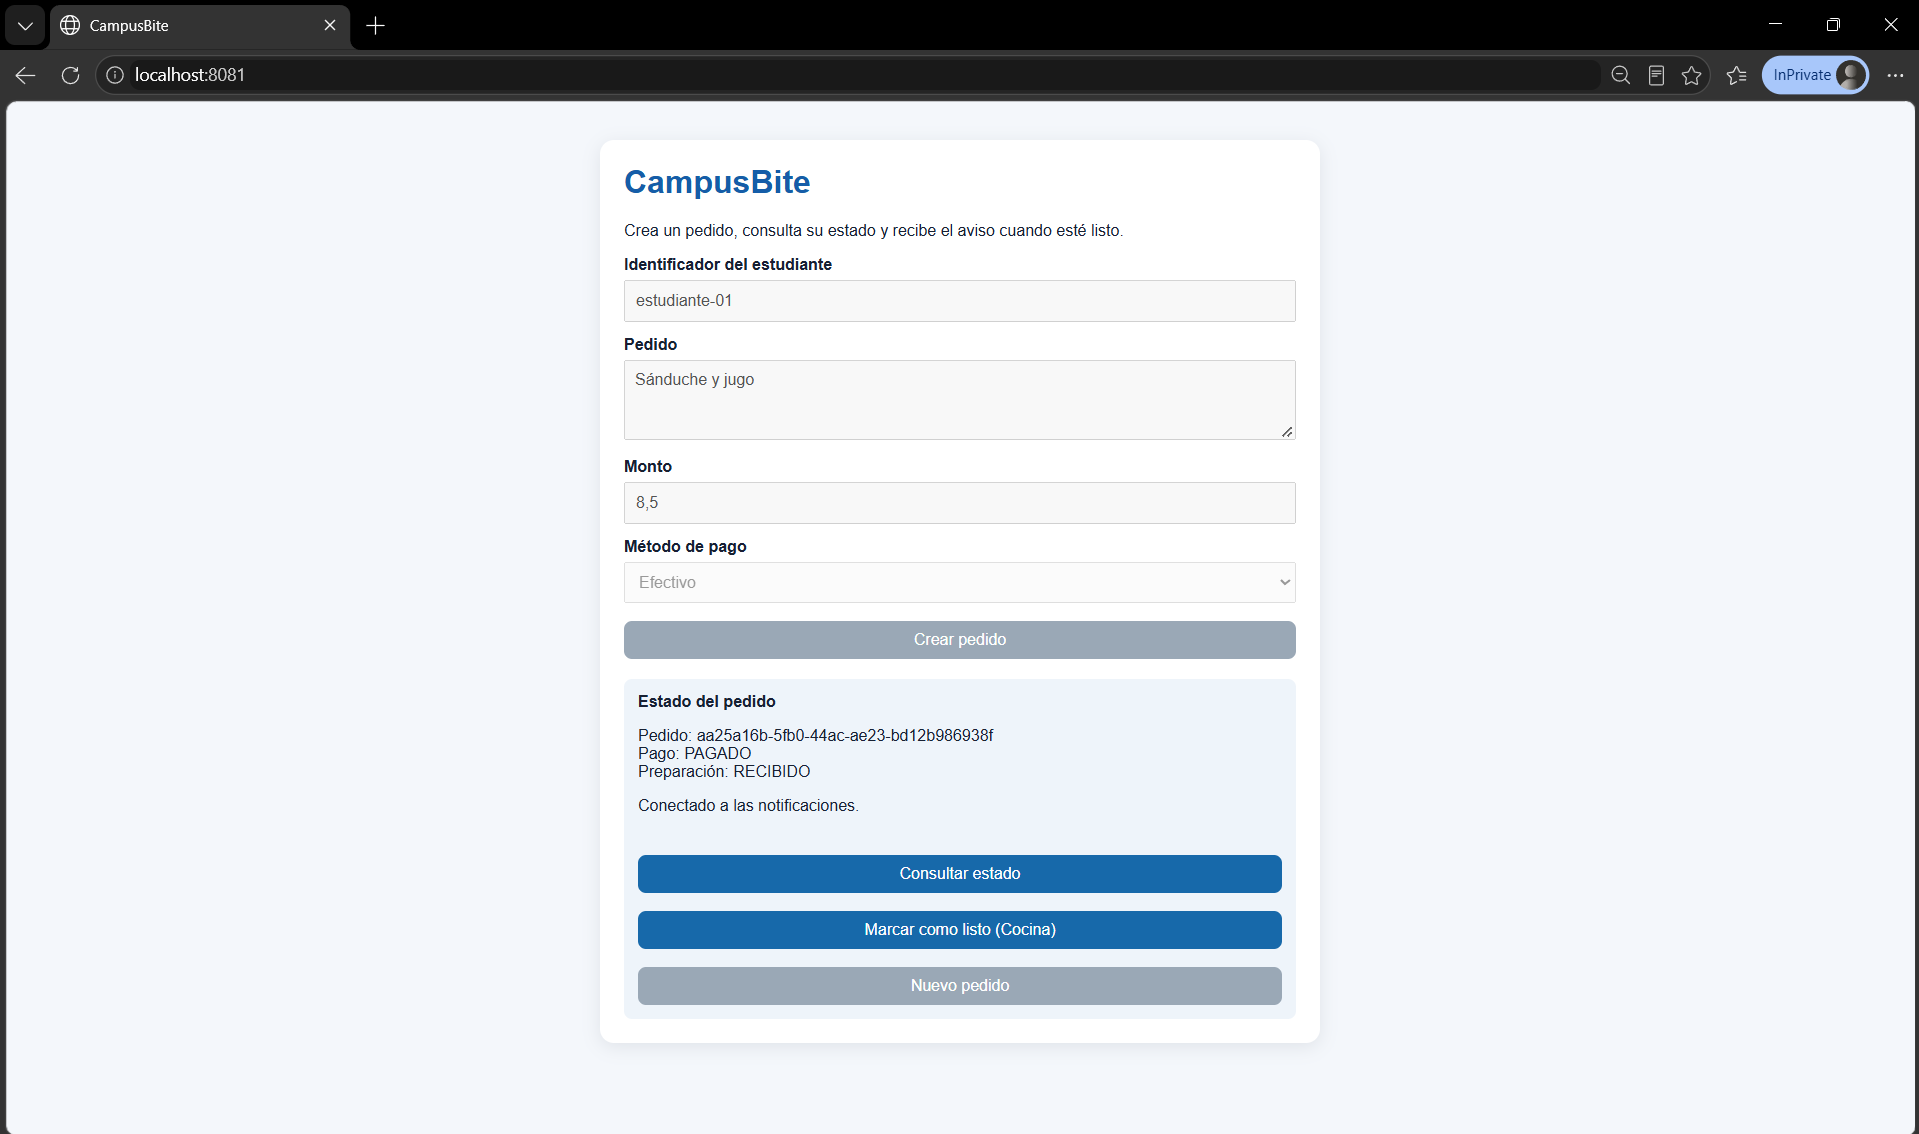 CampusBite
localhost:8081
InPrivate
CampusBite
Crea un pedido, consulta su estado y recibe el aviso cuando esté listo.
Identificador del estudiante
estudiante-01
Pedido
Sánduche y jugo
Monto
8,5
Método de pago
Efectivo
Crear pedido
Estado del pedido
Pedido: aa25a16b-5fb0-44ac-ae23-bd12b986938f
Pago: PAGADO
Preparación: RECIBIDO
Conectado a las notificaciones.
Consultar estado
Marcar como listo (Cocina)
Nuevo pedido